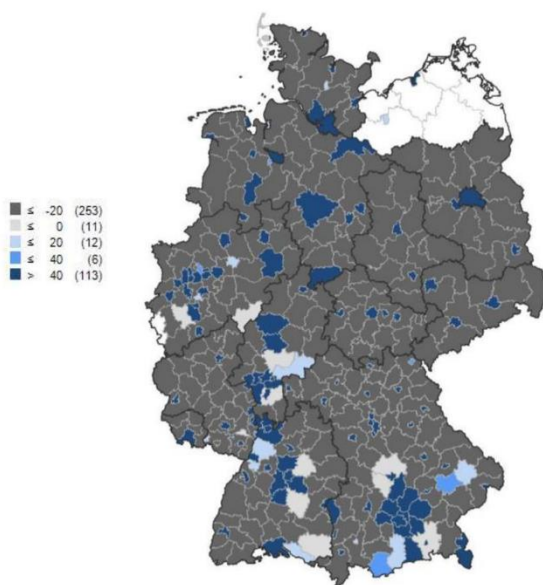 ≤ -20 (253)
≤ 0 (11)
≤ 20 (12)
≤ 40 (6)
> 40 (113)